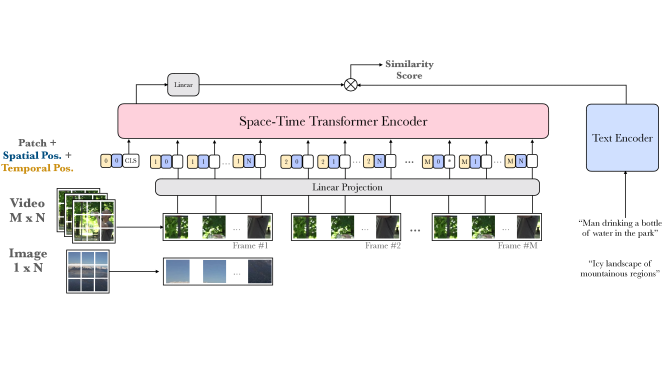 Similarity
Score
Linear
Space-Time Transformer Encoder
Text Encoder
Patch +
Spatial Pos. +
Temporal Pos.
0 0 CLS 1 0 1 1 ... 1 N 2 0 2 1 ... 2 N ... M 0 * M 1 ... M N
Linear Projection
Video
M x N
... ... ... ...
Frame #1 Frame #2 Frame #M
Image
1 x N
...
“Man drinking a bottle
of water in the park”
“Icy landscape of
mountainous regions”